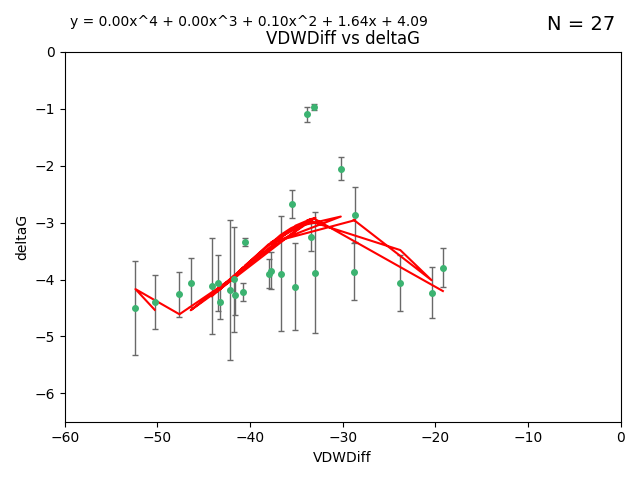 y = 0.00x^4 + 0.00x^3 + 0.10x^2 + 1.64x + 4.09
N = 27
VDWDiff vs deltaG
0
−1
−2
−3
−4
−5
−6
deltaG
−60 −50 −40 −30 −20 −10 0
VDWDiff